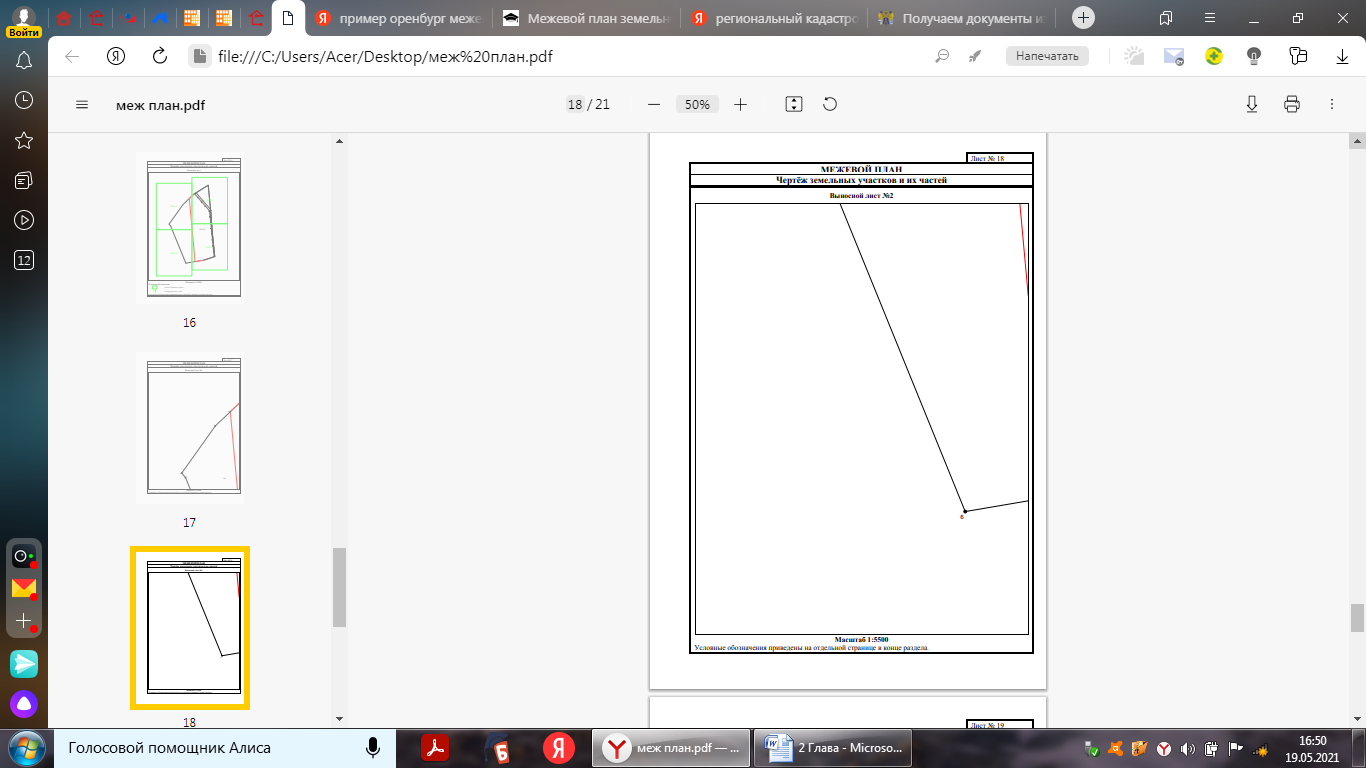 Войти
пример оренбург меже
Межевой план земельн
региональный кадастро
Получаем документы и
file:///C:/Users/Acer/Desktop/меж%20план.pdf
Напечатать
меж план.pdf
18 / 21
50%
12
16
17
18
Лист № 18
МЕЖЕВОЙ ПЛАН
Чертёж земельных участков и их частей
Выносной лист №2
6
Масштаб 1:5500
Условные обозначения приведены на отдельной странице в конце раздела.
Лист № 19
Голосовой помощник Алиса
меж план.pdf — ...
2 Глава - Microso...
16:50
19.05.2021